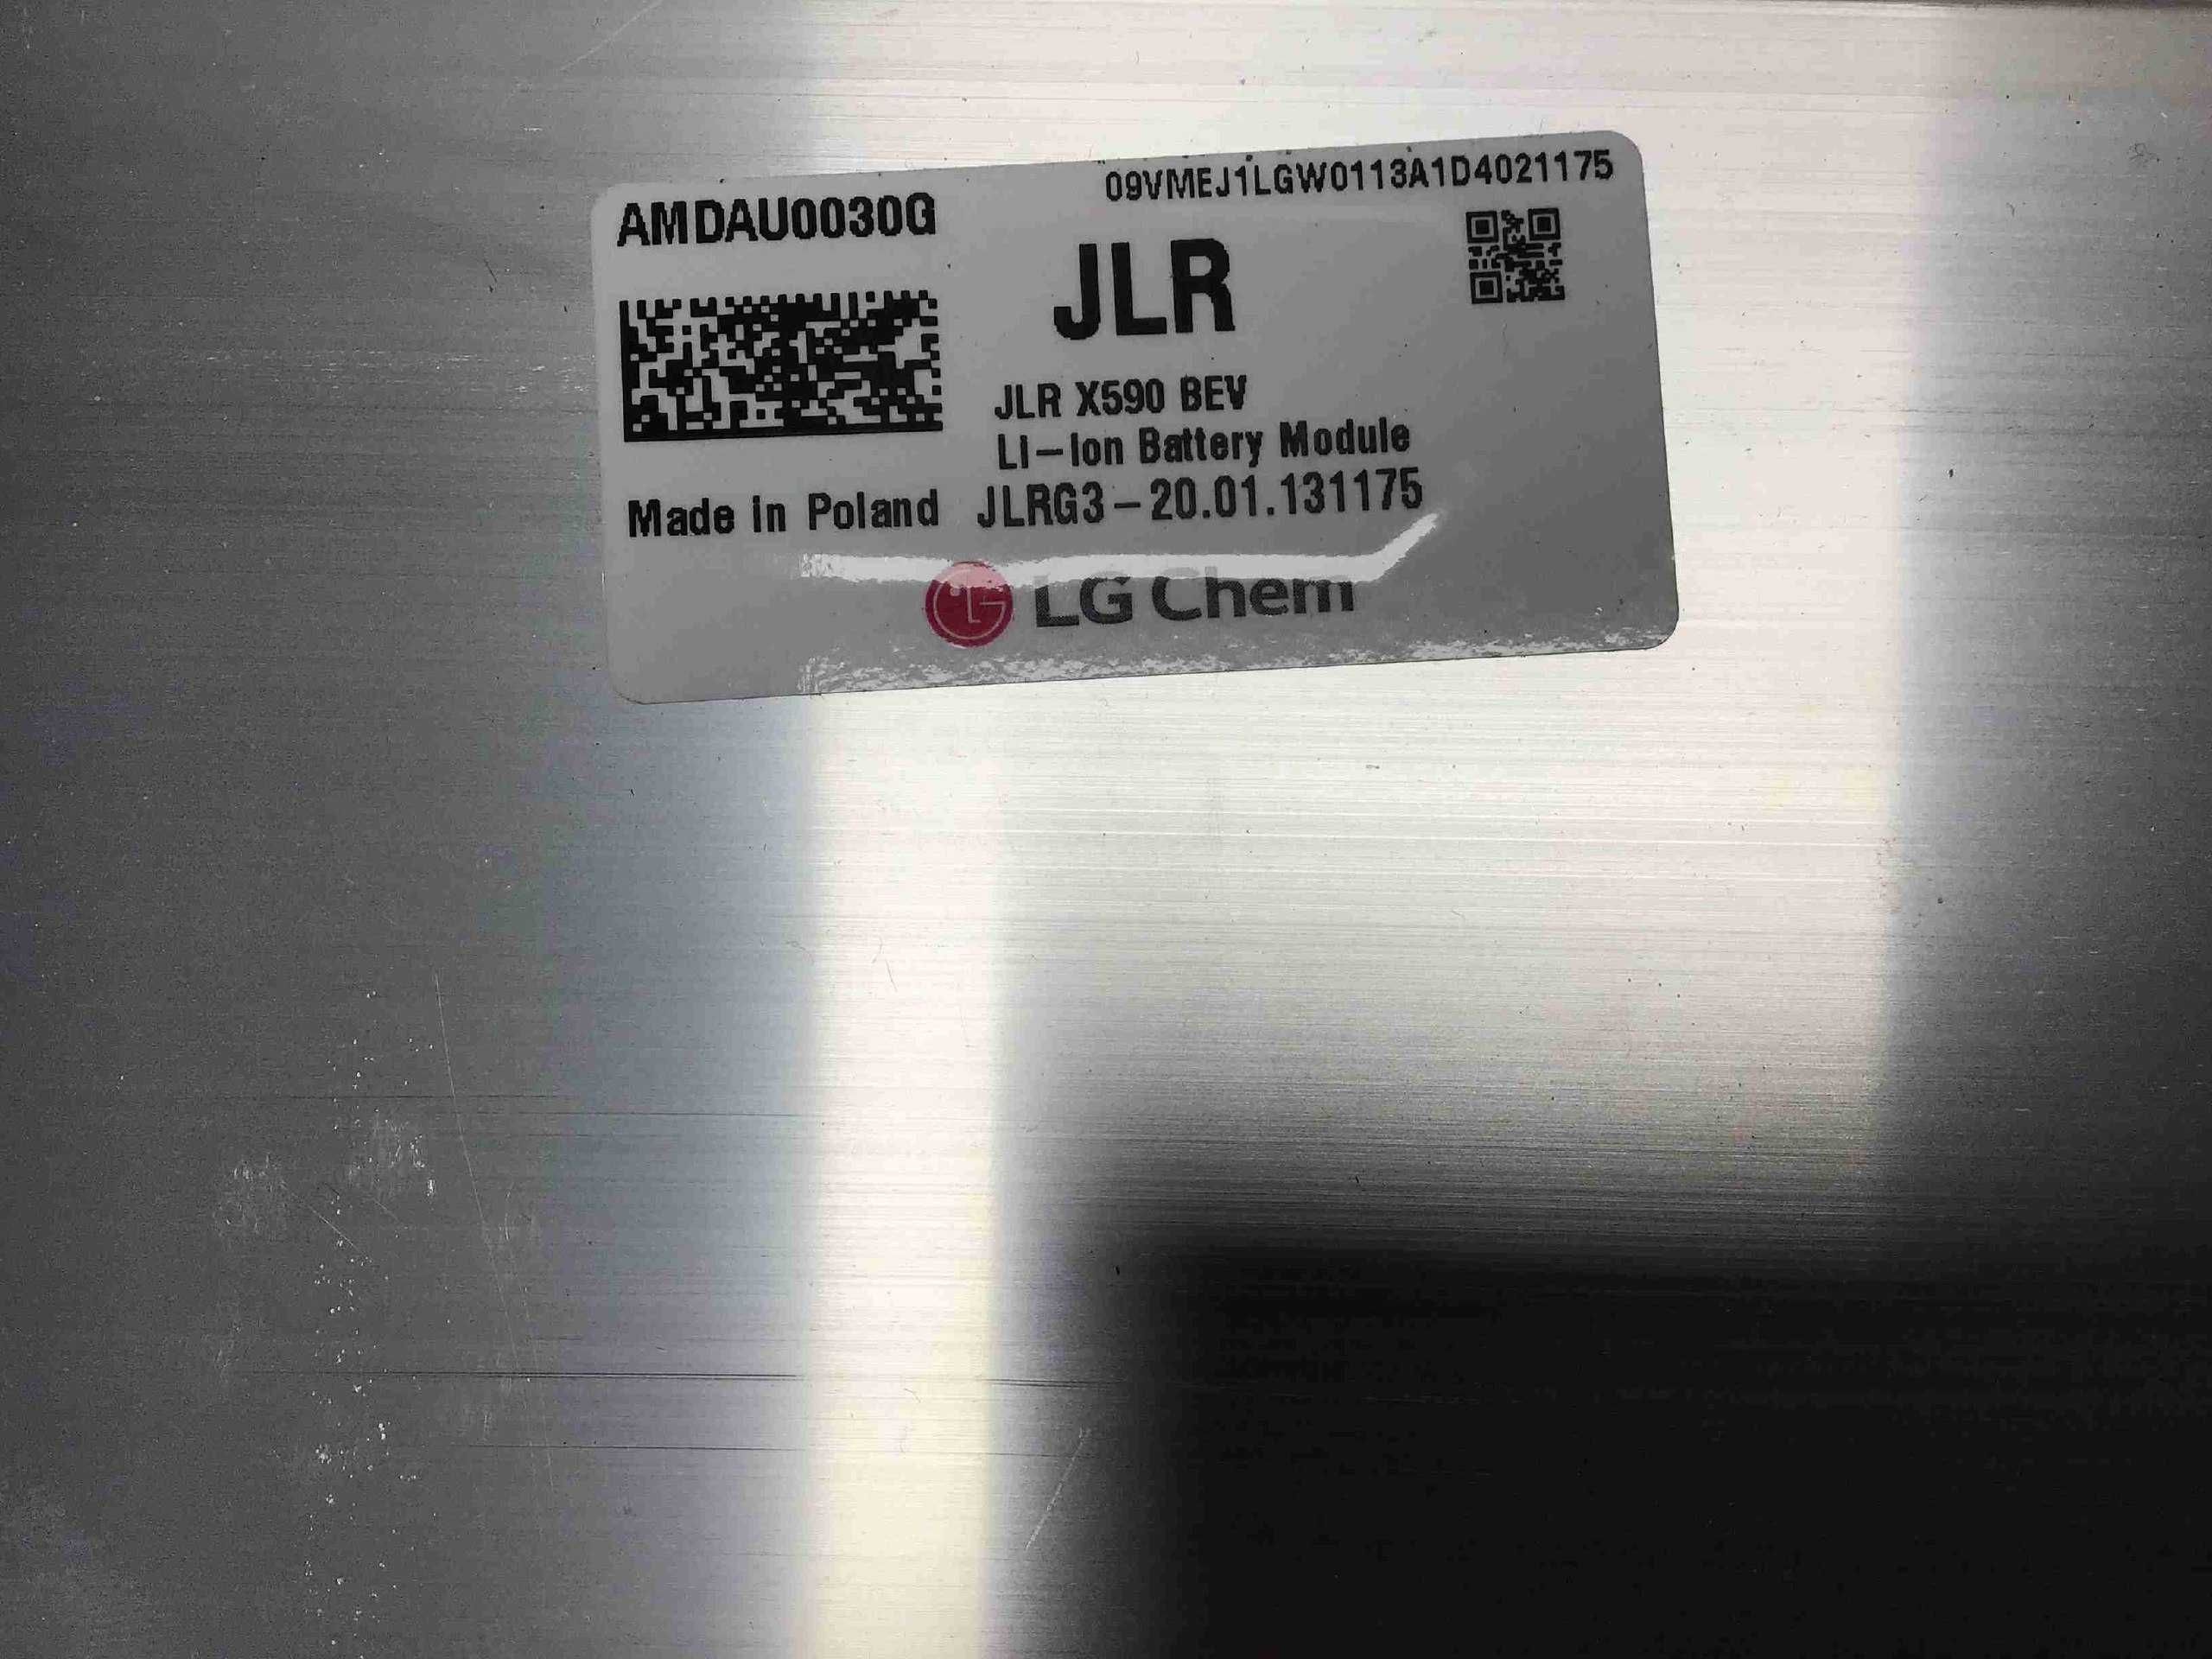 AMDAU0030G
09VMEJ1LGW0113A1D4021175
JLR
JLR X590 BEV
LI-Ion Battery Module
Made in Poland JLRG3-20.01.131175
LG Chem